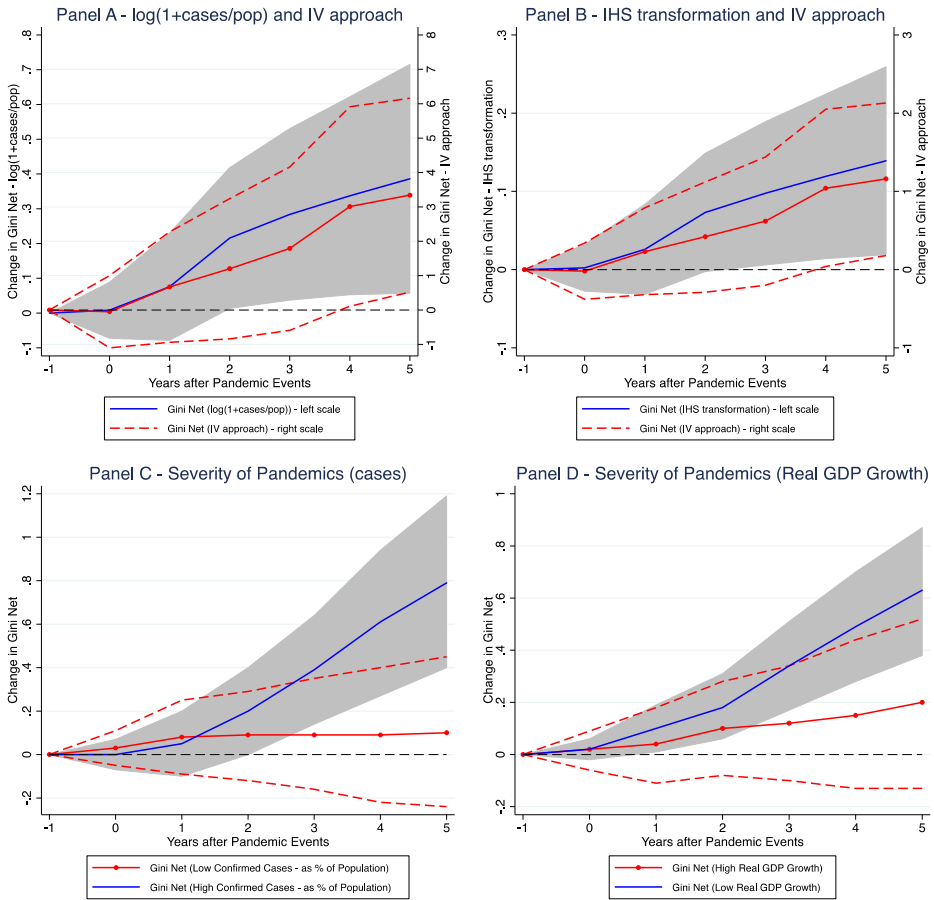 Panel A - log(1+cases/pop) and IV approach
Change in Gini Net - log(1+cases/pop)
-.1 0 .1 .2 .3 .4 .5 .6 .7 .8
-1 0 1 2 3 4 5 6 7 8
Change in Gini Net - IV approach
-1 0 1 2 3 4 5
Years after Pandemic Events
Gini Net (log(1+cases/pop)) - left scale
Gini Net (IV approach) - right scale
Panel B - IHS transformation and IV approach
Change in Gini Net - IHS transformation
-.1 0 .1 .2 .3
-1 0 1 2 3
Change in Gini Net - IV approach
-1 0 1 2 3 4 5
Years after Pandemic Events
Gini Net (IHS transformation) - left scale
Gini Net (IV approach) - right scale
Panel C - Severity of Pandemics (cases)
Change in Gini Net
-.2 0 .2 .4 .6 .8 1 1.2
-1 0 1 2 3 4 5
Years after Pandemic Events
Gini Net (Low Confirmed Cases - as % of Population)
Gini Net (High Confirmed Cases - as % of Population)
Panel D - Severity of Pandemics (Real GDP Growth)
Change in Gini Net
-.2 0 .2 .4 .6 .8 1
-1 0 1 2 3 4 5
Years after Pandemic Events
Gini Net (High Real GDP Growth)
Gini Net (Low Real GDP Growth)